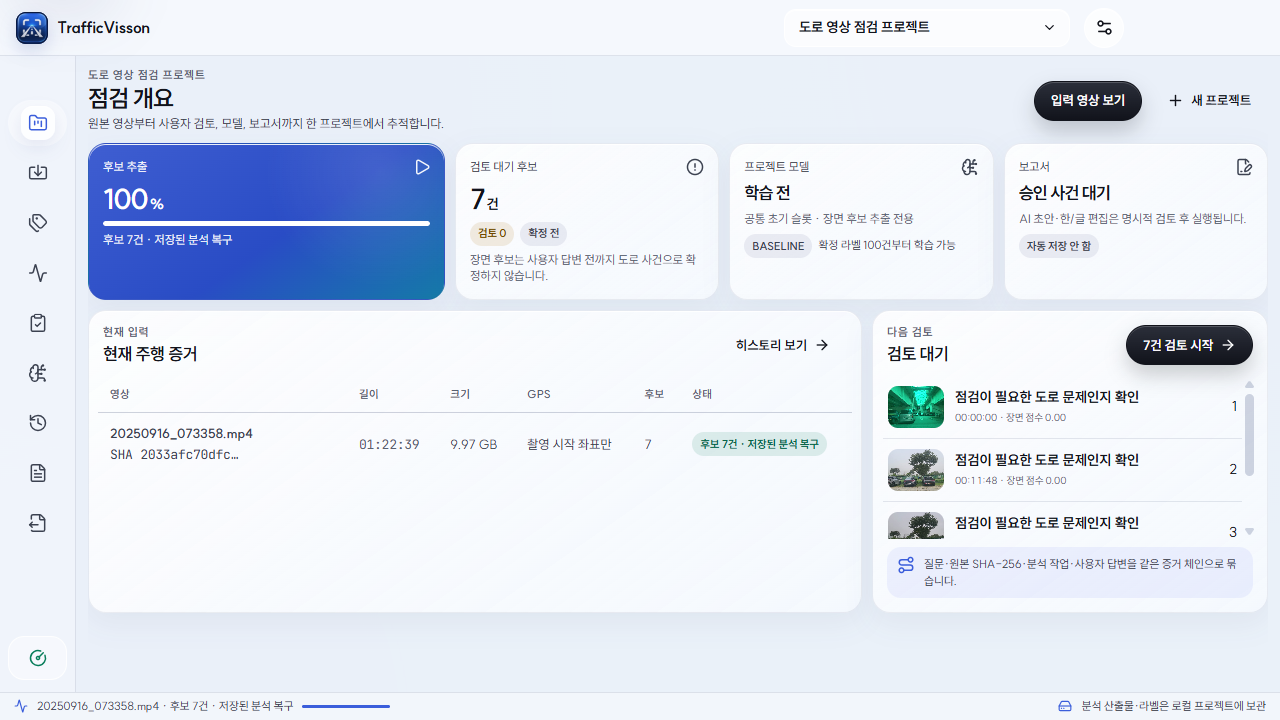 TrafficVisson
도로 영상 점검 프로젝트
도로 영상 점검 프로젝트
점검 개요
원본 영상부터 사용자 검토, 모델, 보고서까지 한 프로젝트에서 추적합니다.
입력 영상 보기
새 프로젝트
후보 추출
100%
후보 7건 · 저장된 분석 복구
검토 대기 후보
7건
검토 0
확정 전
장면 후보는 사용자 답변 전까지 도로 사건으로 확
정하지 않습니다.
프로젝트 모델
학습 전
공통 초기 슬롯 · 장면 후보 추출 전용
BASELINE
확정 라벨 100건부터 학습 가능
보고서
승인 사건 대기
AI 초안·한/글 편집은 명시적 검토 후 실행됩니다.
자동 저장 안 함
현재 입력
현재 주행 증거
히스토리 보기
영상 길이 크기 GPS 후보 상태
20250916_073358.mp4
SHA 2033afc70dfc…
01:22:39
9.97 GB
촬영 시작 좌표만
7
후보 7건 · 저장된 분석 복구
다음 검토
검토 대기
7건 검토 시작
점검이 필요한 도로 문제인지 확인
00:00:00 · 장면 점수 0.00
1
점검이 필요한 도로 문제인지 확인
00:11:48 · 장면 점수 0.00
2
점검이 필요한 도로 문제인지 확인
3
질문·원본 SHA-256·분석 작업·사용자 답변을 같은 증거 체인으로 묶
습니다.
20250916_073358.mp4 · 후보 7건 · 저장된 분석 복구
분석 산출물·라벨은 로컬 프로젝트에 보관